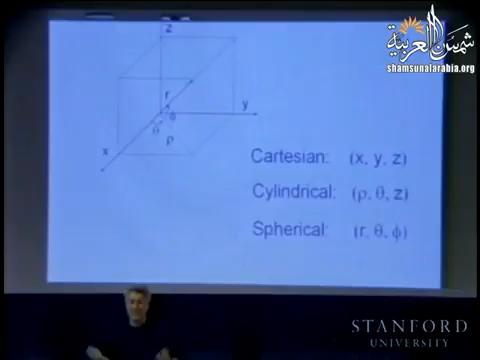 شمس العربية
shamsunalarabia.org
z
r
y
ϕ
θ
x
ρ
Cartesian: (x, y, z)
Cylindrical: (ρ, θ, z)
Spherical: (r, θ, ϕ)
STANFORD
UNIVERSITY